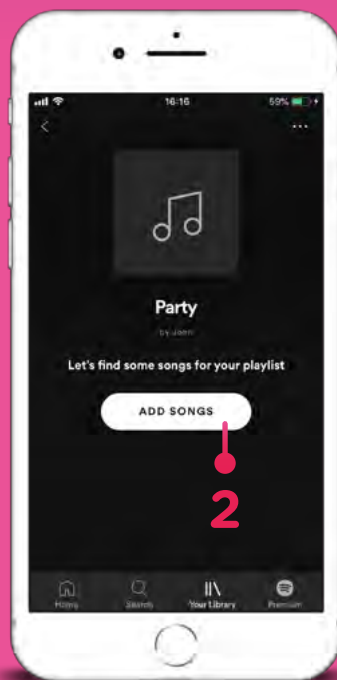 16:16
59%
Party
by John
Let's find some songs for your playlist
ADD SONGS
2
Home
Search
Your Library
Premium